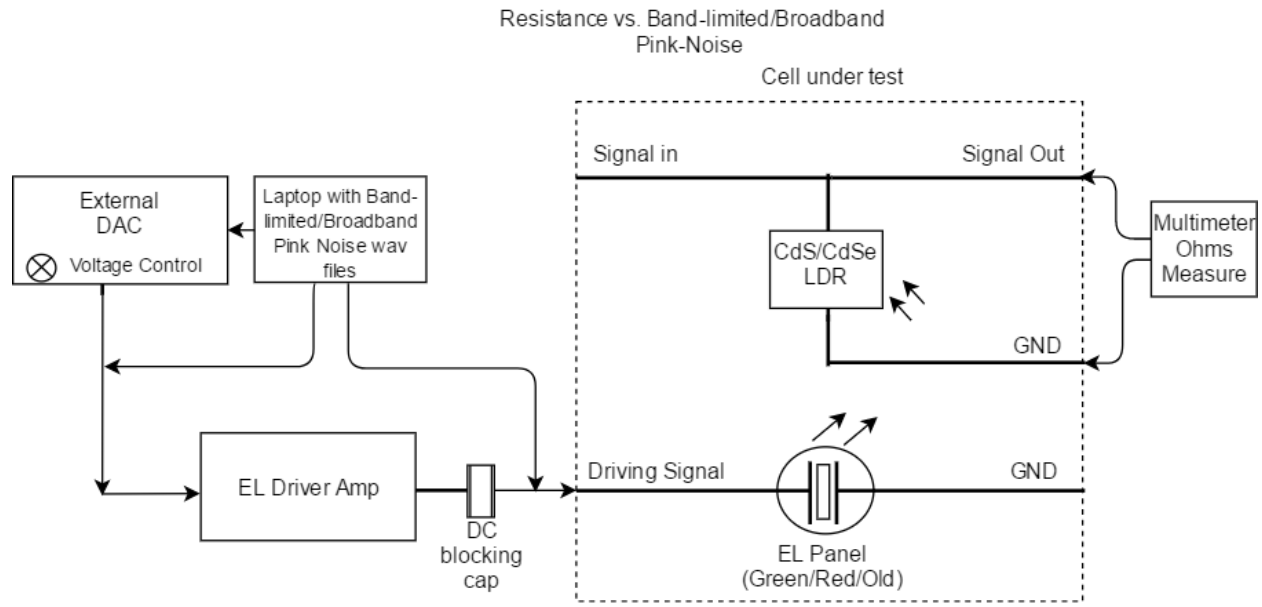 Resistance vs. Band-limited/Broadband
Pink-Noise
Cell under test
Signal in
Signal Out
External
DAC
Voltage Control
Laptop with Band-
limited/Broadband
Pink Noise wav
files
CdS/CdSe
LDR
Multimeter
Ohms
Measure
GND
EL Driver Amp
DC
blocking
cap
Driving Signal
GND
EL Panel
(Green/Red/Old)